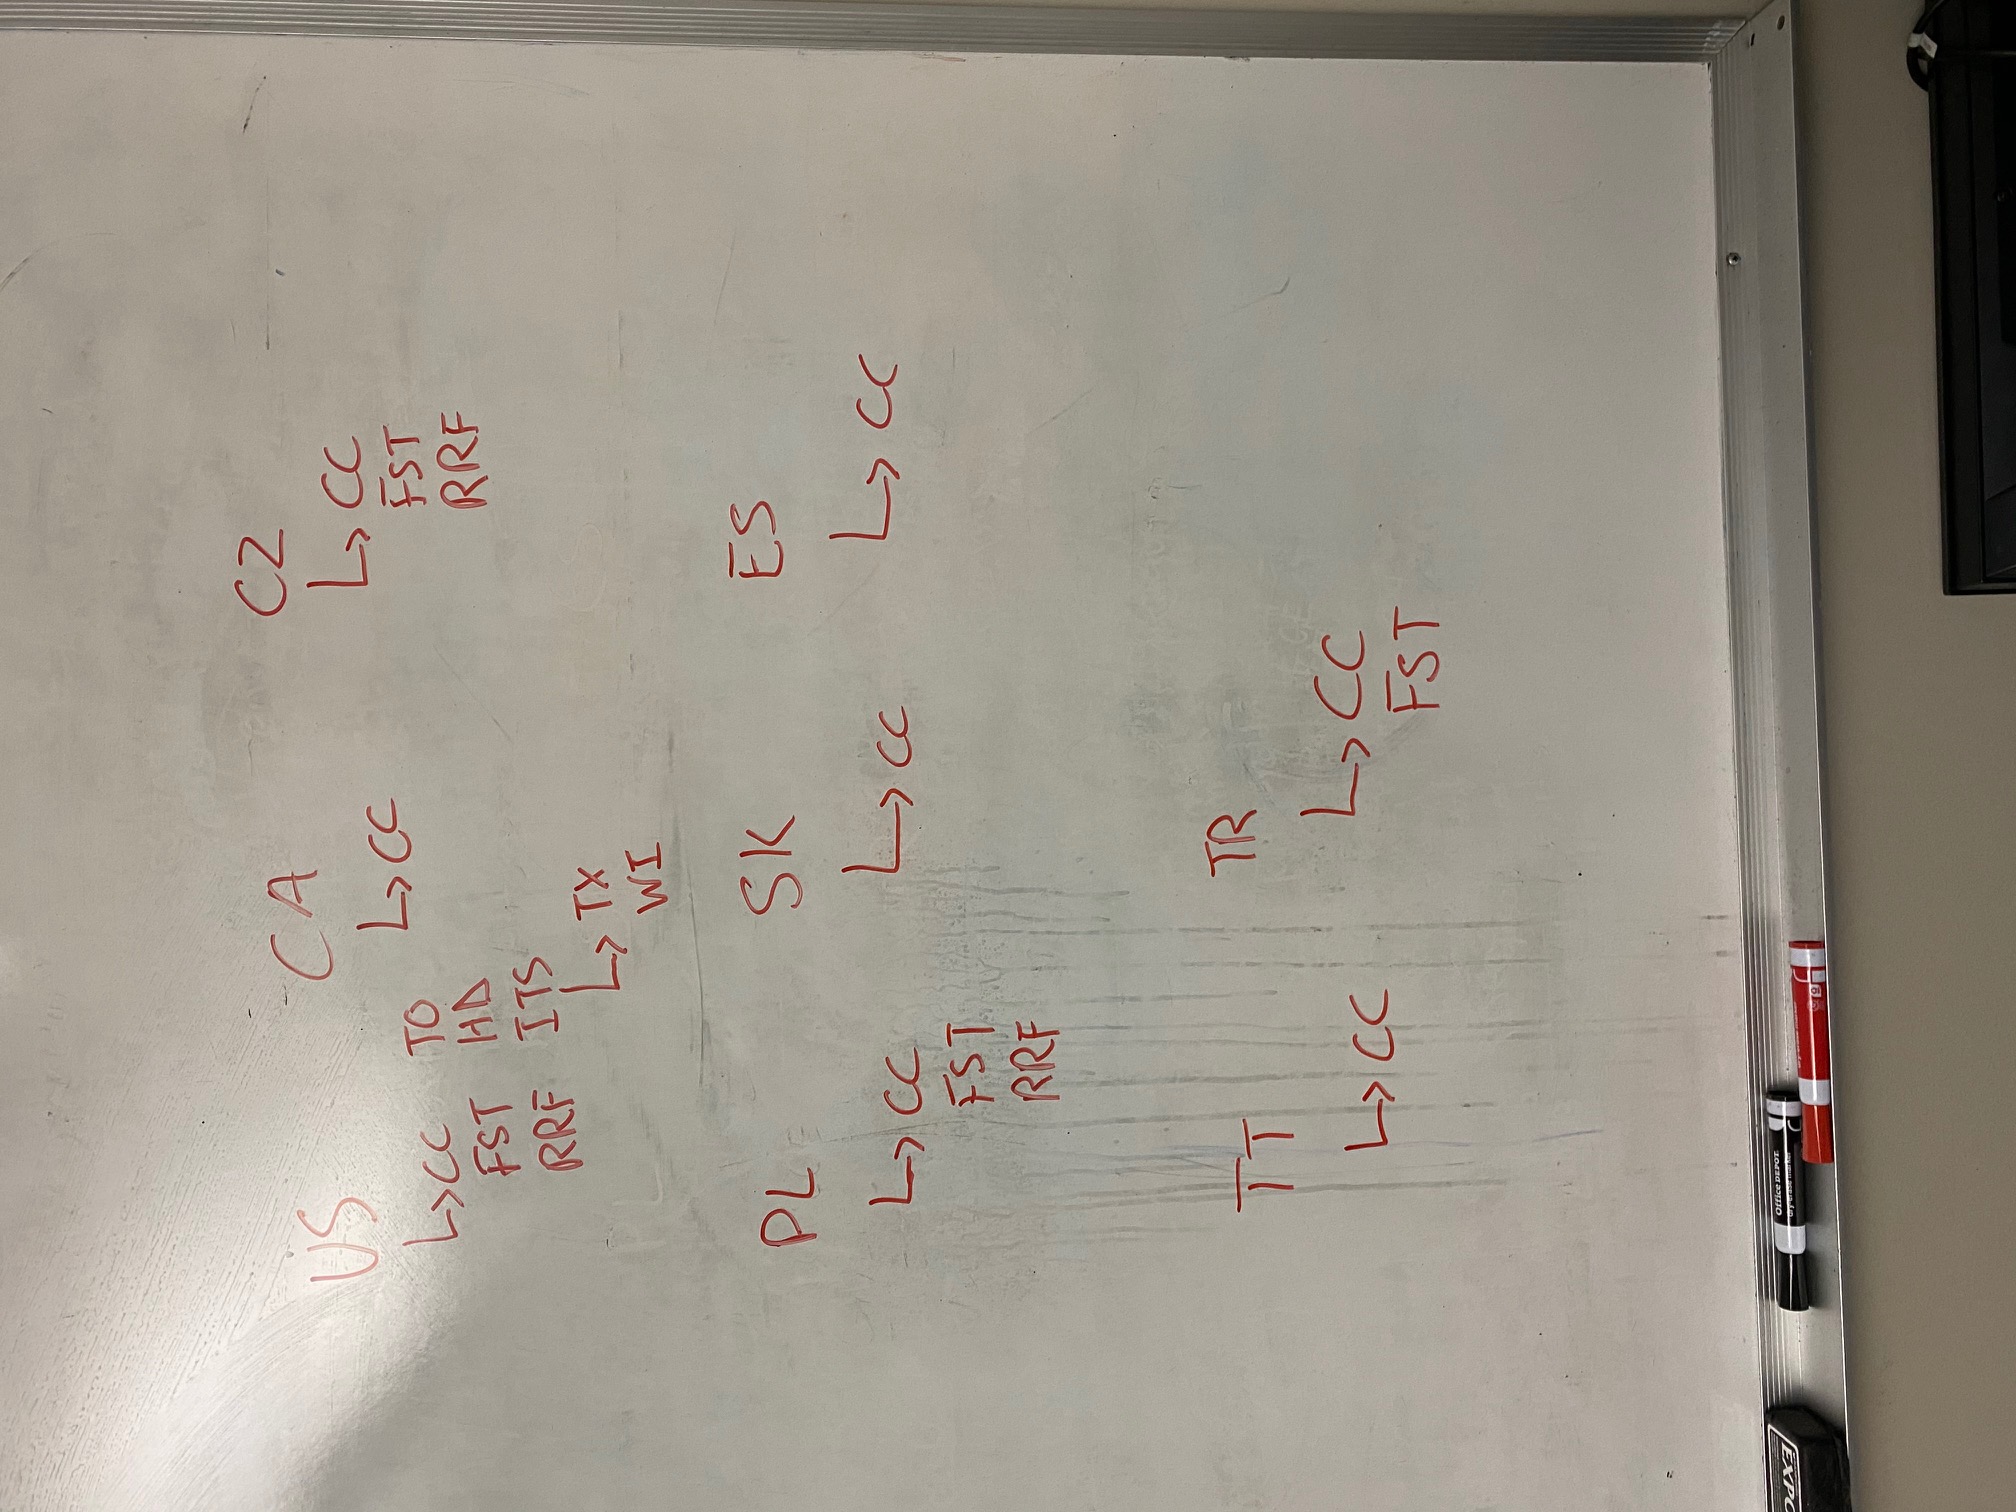 US
↳ CC
FST
RRF
TO
HD
ITS
↳ TX
WI
CA
↳ CC
CZ
↳ CC
FST
RRF
PL
↳ CC
FST
RRF
SK
↳ CC
ES
↳ CC
TT
↳ CC
TR
↳ CC
FST
EXPO
Office DEPOT
dry-erase marker